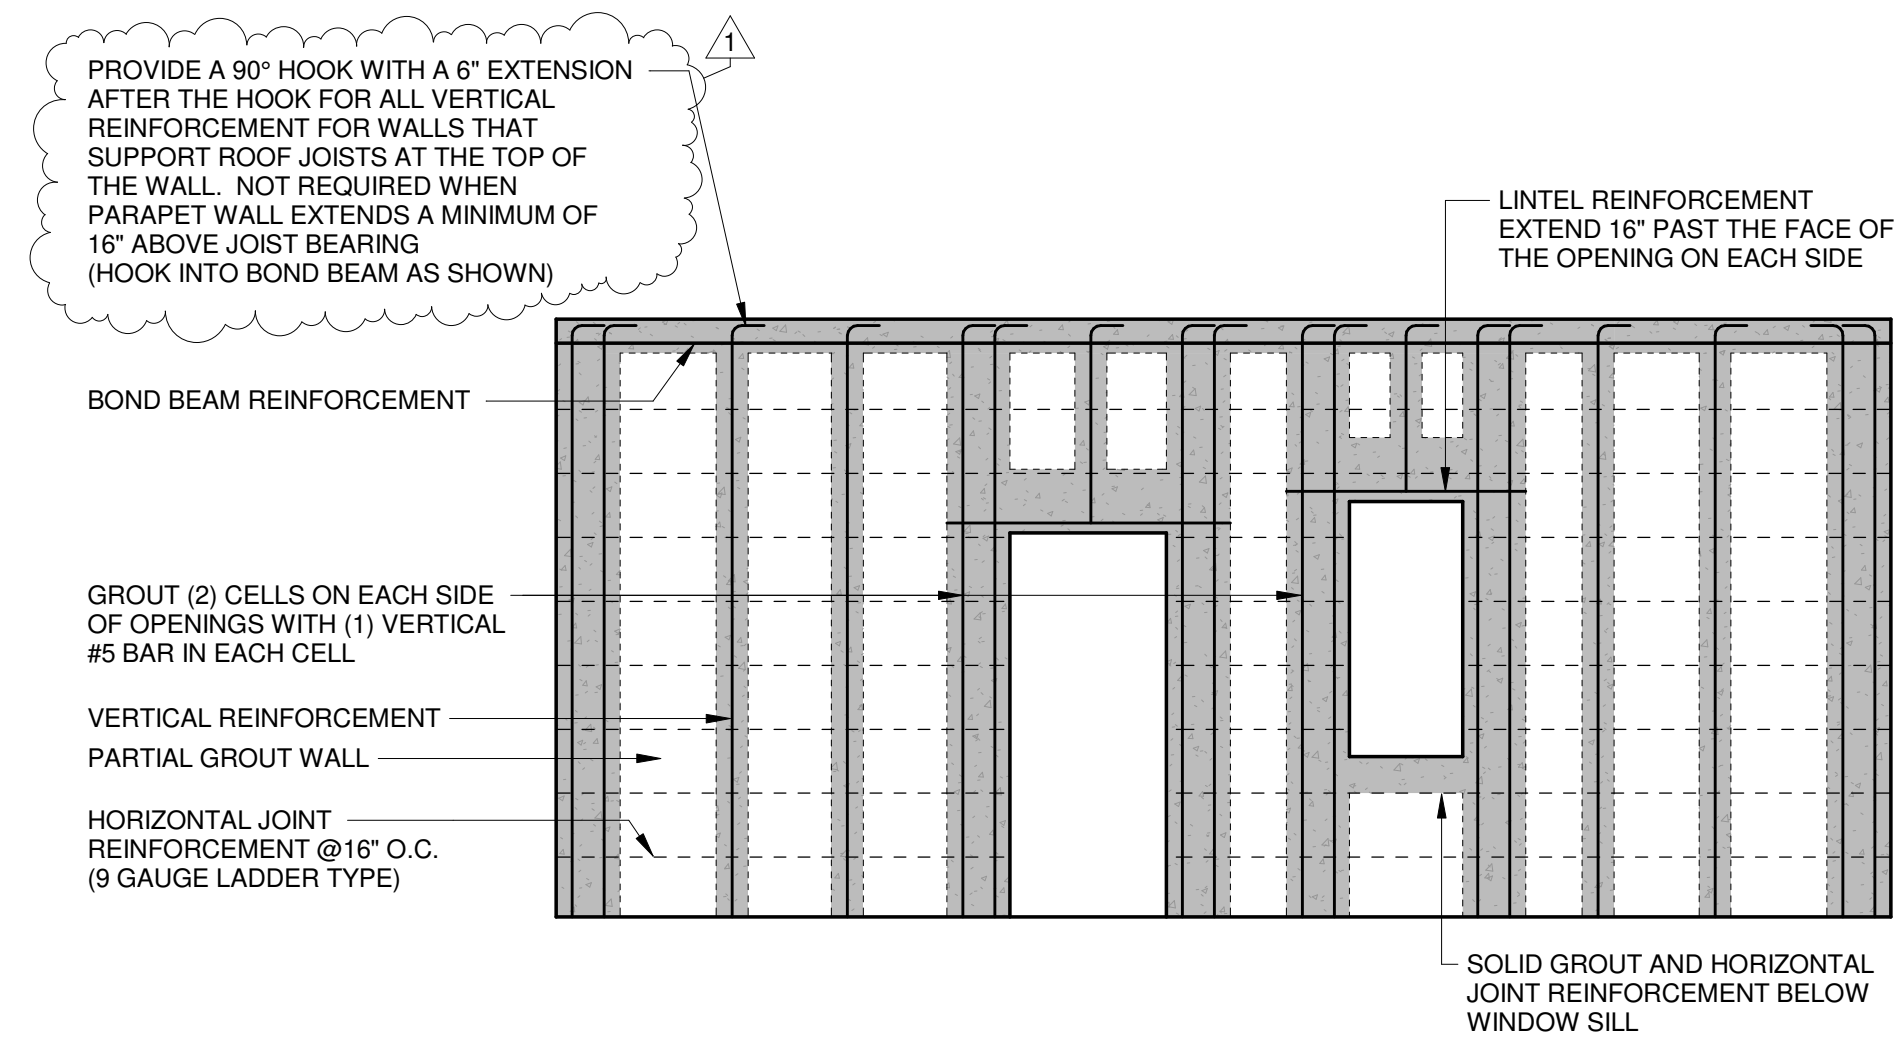 1
PROVIDE A 90° HOOK WITH A 6" EXTENSION
AFTER THE HOOK FOR ALL VERTICAL
REINFORCEMENT FOR WALLS THAT
SUPPORT ROOF JOISTS AT THE TOP OF
THE WALL. NOT REQUIRED WHEN
PARAPET WALL EXTENDS A MINIMUM OF
16" ABOVE JOIST BEARING
(HOOK INTO BOND BEAM AS SHOWN)
LINTEL REINFORCEMENT
EXTEND 16" PAST THE FACE OF
THE OPENING ON EACH SIDE
BOND BEAM REINFORCEMENT
GROUT (2) CELLS ON EACH SIDE
OF OPENINGS WITH (1) VERTICAL
#5 BAR IN EACH CELL
VERTICAL REINFORCEMENT
PARTIAL GROUT WALL
HORIZONTAL JOINT
REINFORCEMENT @16" O.C.
(9 GAUGE LADDER TYPE)
SOLID GROUT AND HORIZONTAL
JOINT REINFORCEMENT BELOW
WINDOW SILL